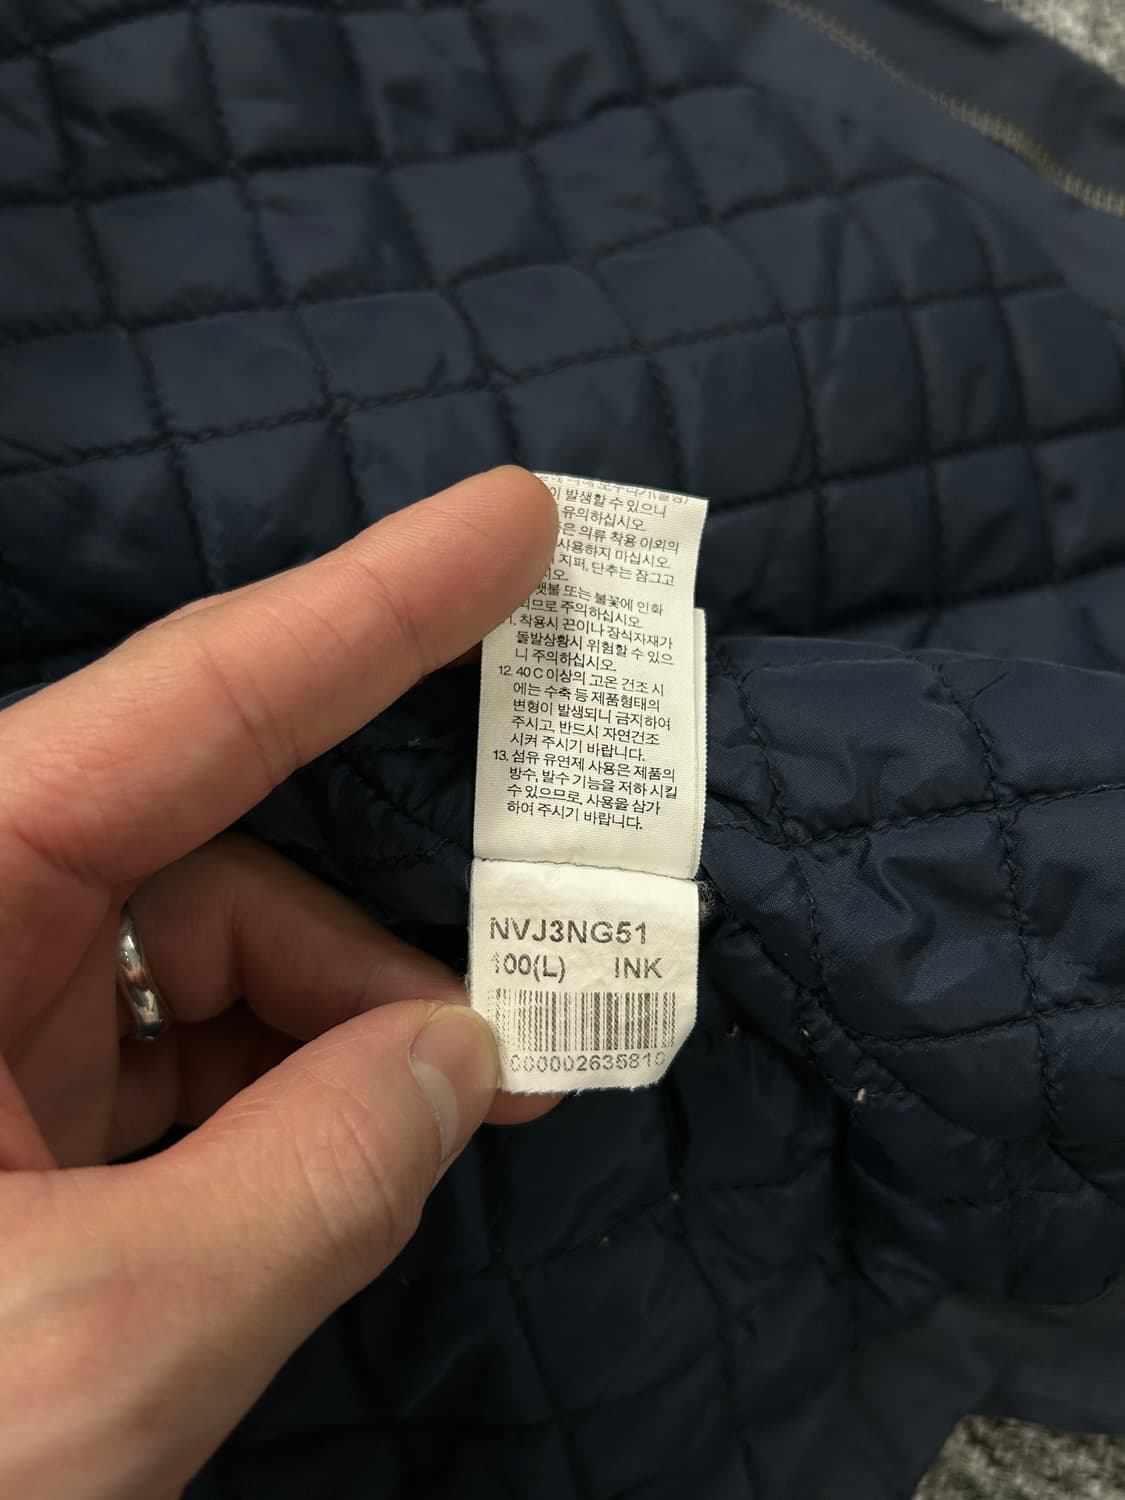 발생할 수 있으니
유의하십시오.
의류 착용 이외의
사용하지 마십시오.
지퍼, 단추는 잠그고
또는 불꽃에 인화
되므로 주의하십시오.
착용시 끈이나 장식자재가
돌발상황시 위험할 수 있으
니 주의하십시오.
12. 40℃ 이상의 고온 건조 시
에는 수축 등 제품형태의
변형이 발생되니 금지하여
주시고, 반드시 자연건조
시켜 주시기 바랍니다.
13. 섬유 유연제 사용은 제품의
방수, 발수 기능을 저하 시킬
수 있으므로, 사용을 삼가
하여 주시기 바랍니다.
NVJ3NG51
100(L) INK